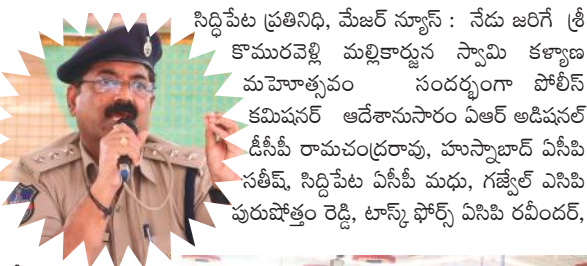 సిద్ధిపేట ప్రతినిధి, మేజర్ న్యూస్ : నేడు జరిగే శ్రీ
కొమురవెల్లి మల్లికార్జున స్వామి కళ్యాణ
మహెూత్సవం సందర్భంగా పోలీస్
కమిషనర్ ఆదేశానుసారం ఏఆర్ అడిషనల్
డీసీపీ రామచంద్రరావు, హుస్నాబాద్ ఏసీపి
సతీష్, సిద్దిపేట ఏసీపీ మధు, గజ్వేల్ ఎసిపి
పురుషోత్తం రెడ్డి, టాస్క్ ఫోర్స్ ఏసిపి రవీందర్,